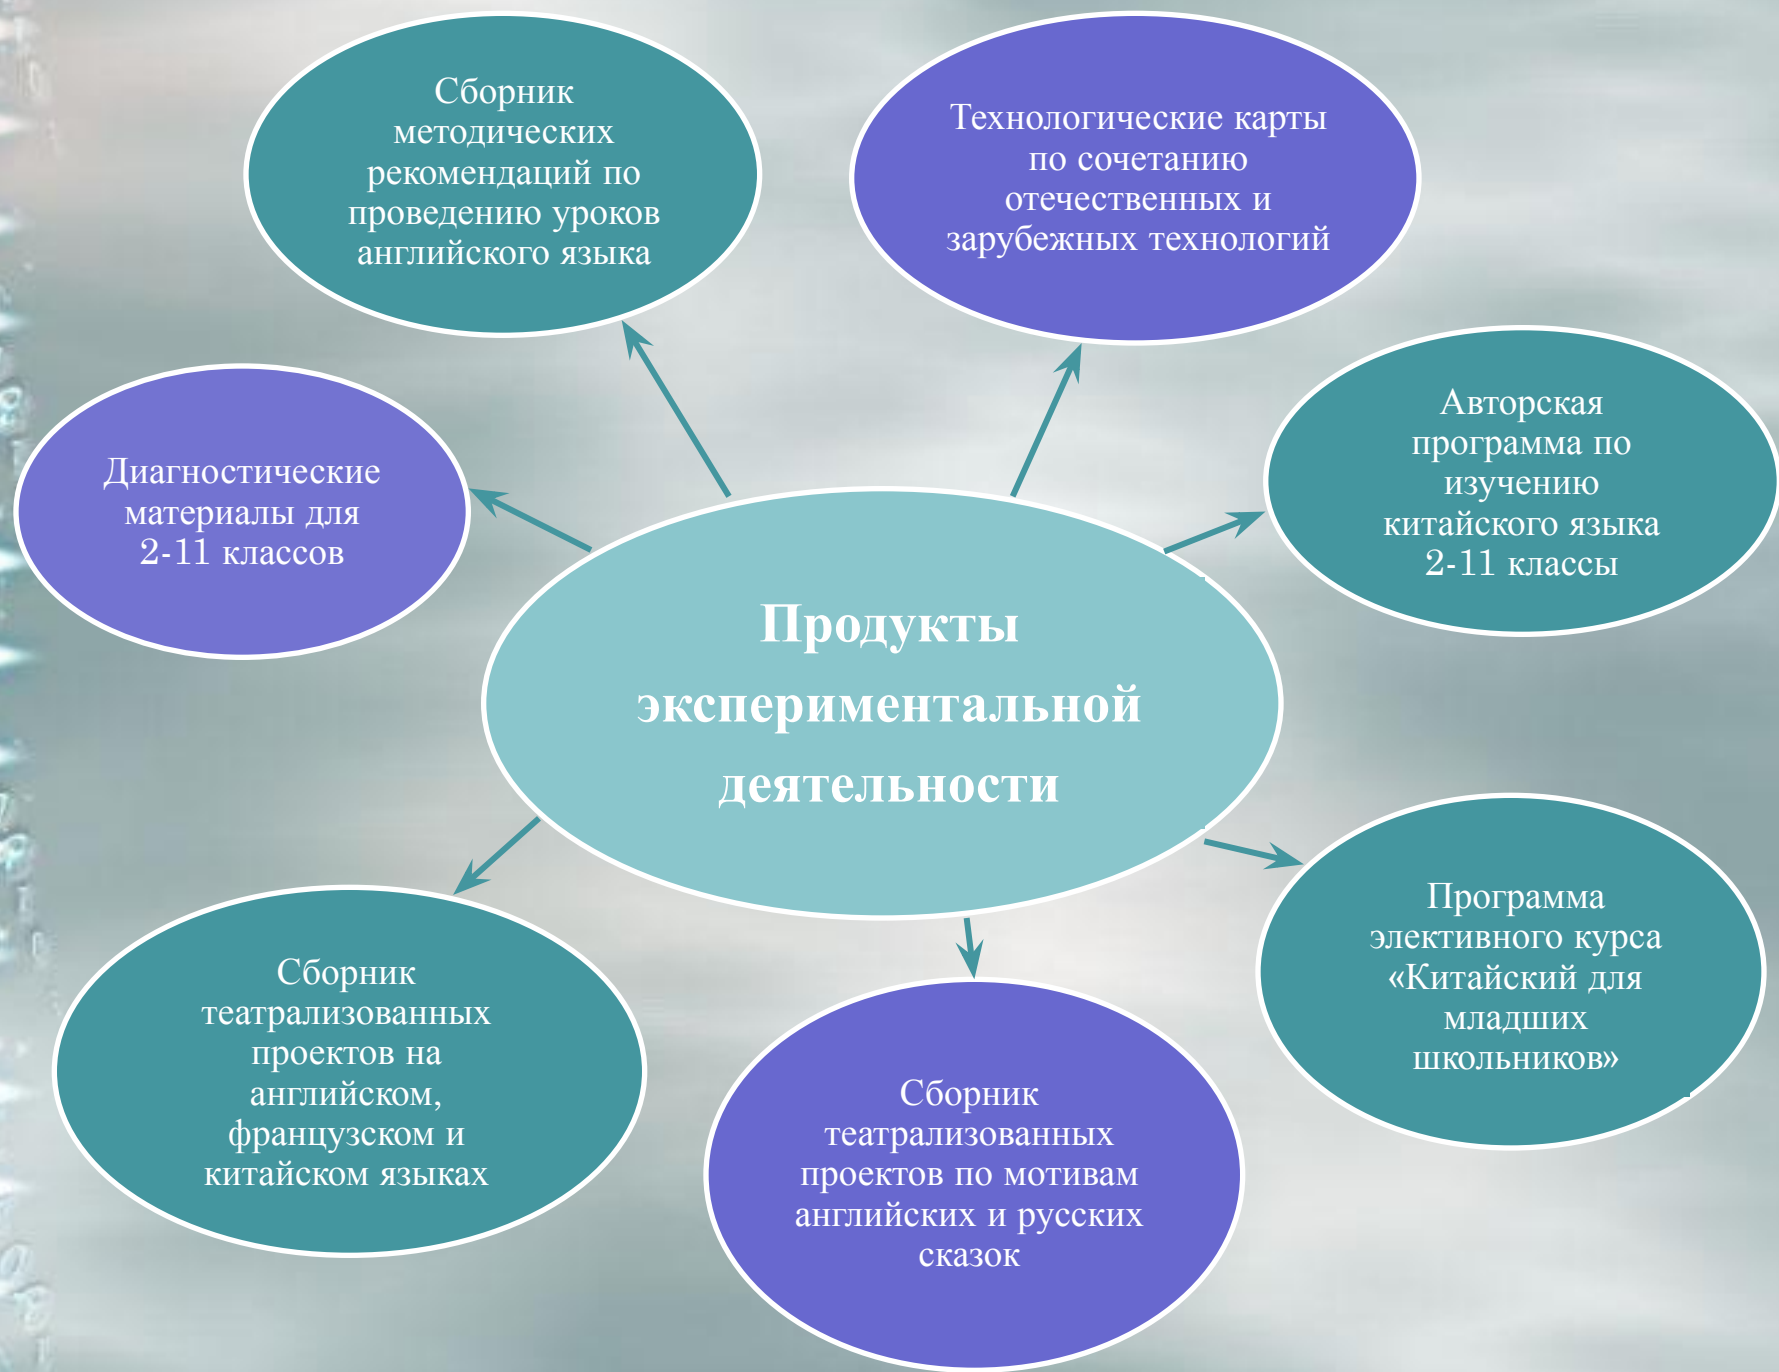 Сборник
методических
рекомендаций по
проведению уроков
английского языка
Технологические карты
по сочетанию
отечественных и
зарубежных технологий
Диагностические
материалы для
2-11 классов
Авторская
программа по
изучению
китайского языка
2-11 классы
Продукты
экспериментальной
деятельности
Программа
элективного курса
«Китайский для
младших
школьников»
Сборник
театрализованных
проектов на
английском,
французском и
китайском языках
Сборник
театрализованных
проектов по мотивам
английских и русских
сказок